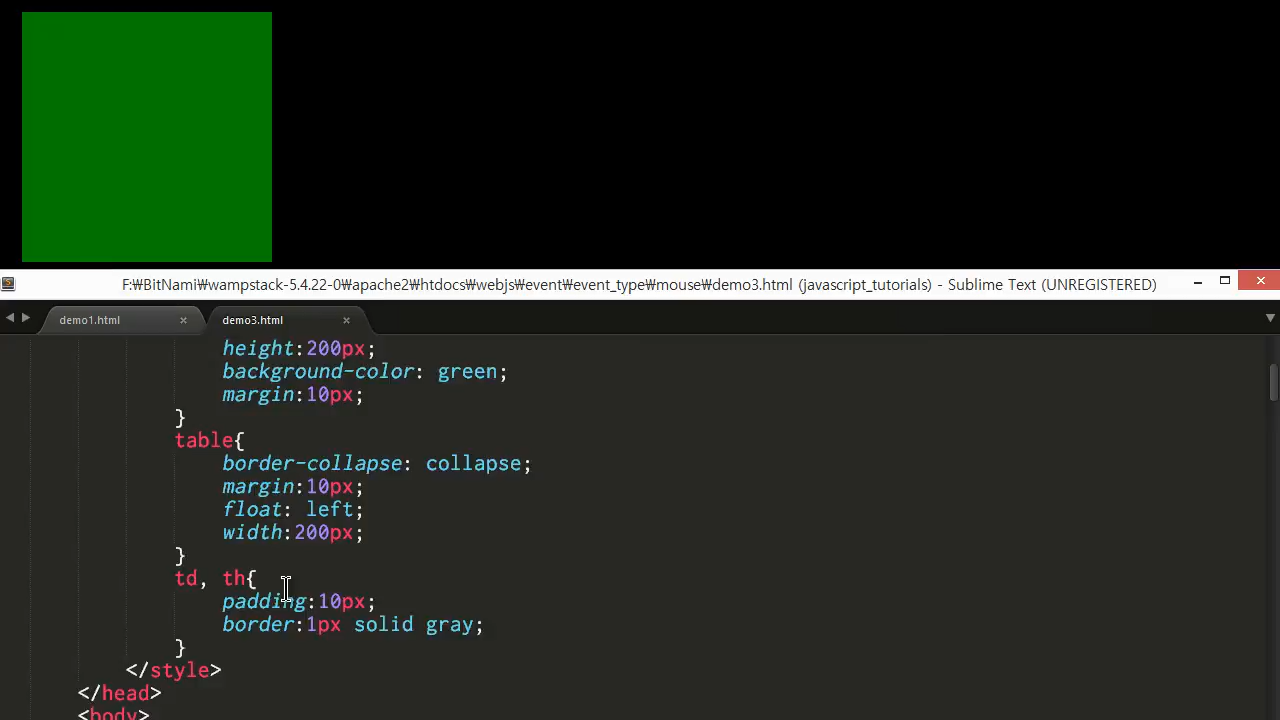 F:₩BitNami₩wampstack-5.4.22-0₩apache2₩htdocs₩webjs₩event₩event_type₩mouse₩demo3.html (javascript_tutorials) - Sublime Text (UNREGISTERED)
demo1.html × demo3.html ×
height:200px;
background-color: green;
margin:10px;
}
table{
border-collapse: collapse;
margin:10px;
float: left;
width:200px;
}
td, th{
padding:10px;
border:1px solid gray;
}
</style>
</head>
<body>